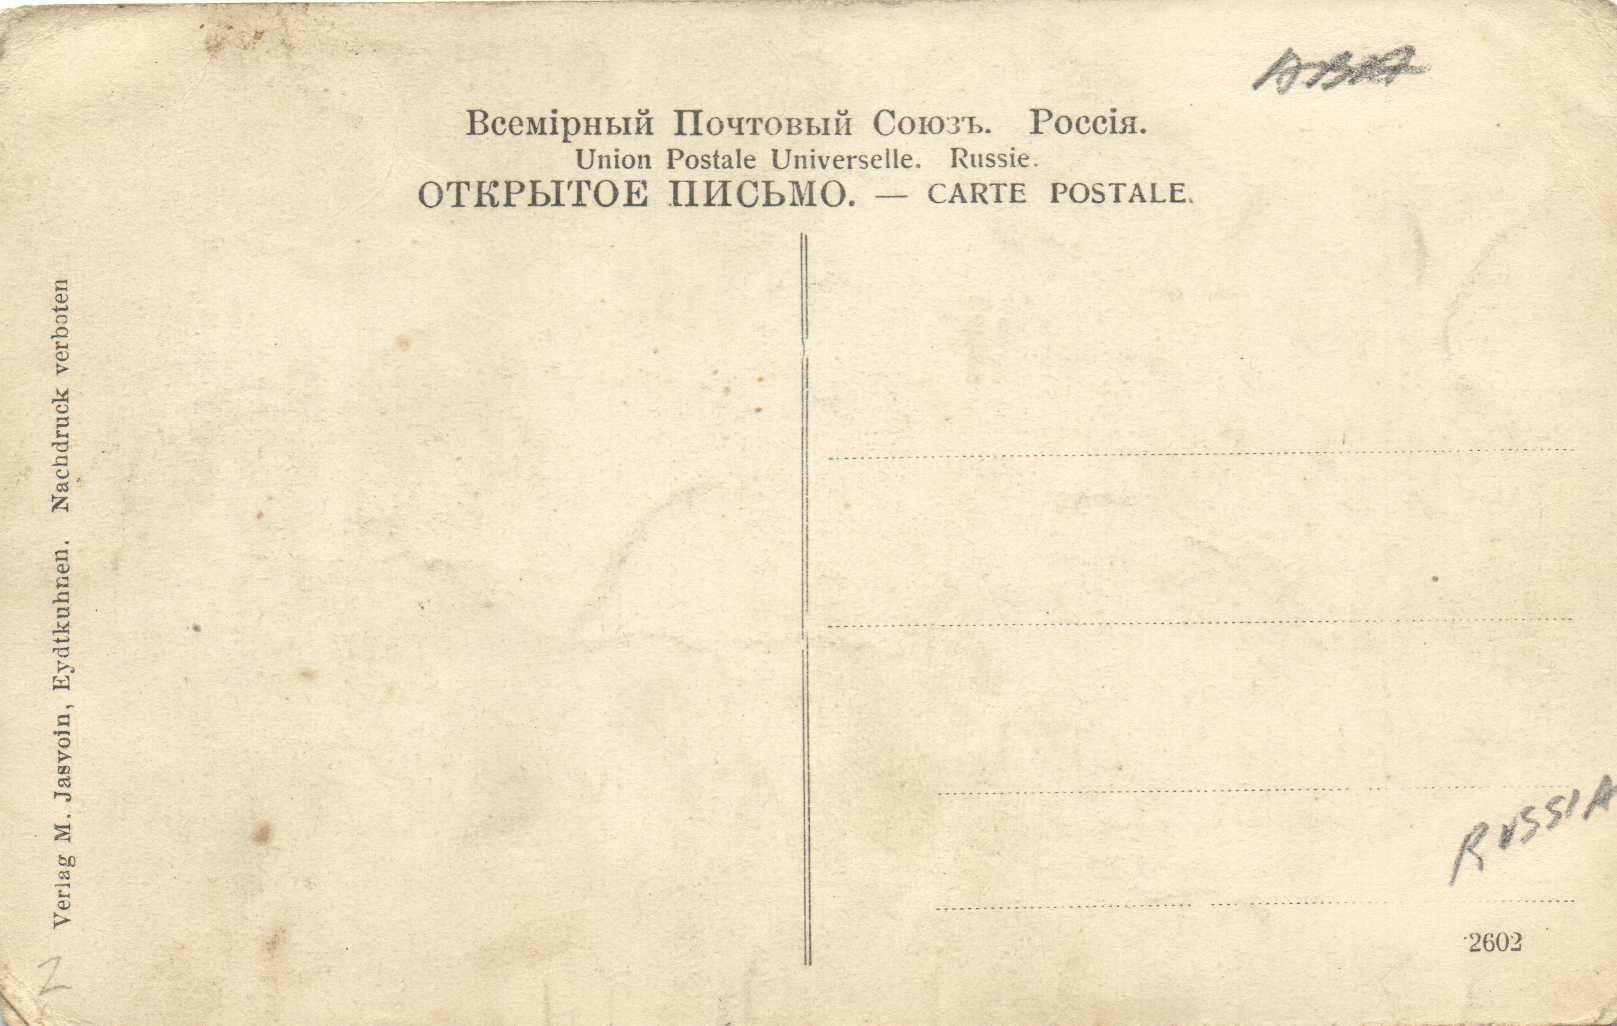 Всемірный Почтовый Союзъ. Россія.
Union Postale Universelle. Russie.
ОТКРЫТОЕ ПИСЬМО. — CARTE POSTALE.
Verlag M. Jasvoin, Eydtkuhnen. Nachdruck verboten
RUSSIA
2602
2